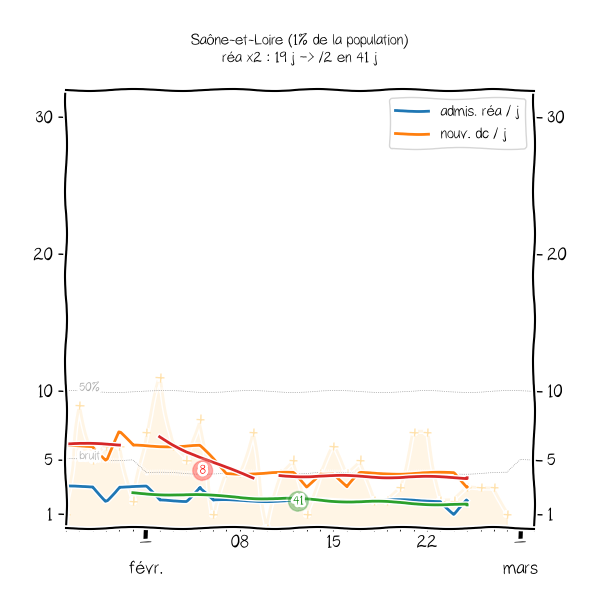 Saône-et-Loire (1% de la population)
réa x2 : 19 j -> /2 en 41 j
30
30
admis. réa / j
nouv. dc / j
20
20
10
10
50%
5
5
bruit
8
41
1
1
08
15
22
févr.
mars